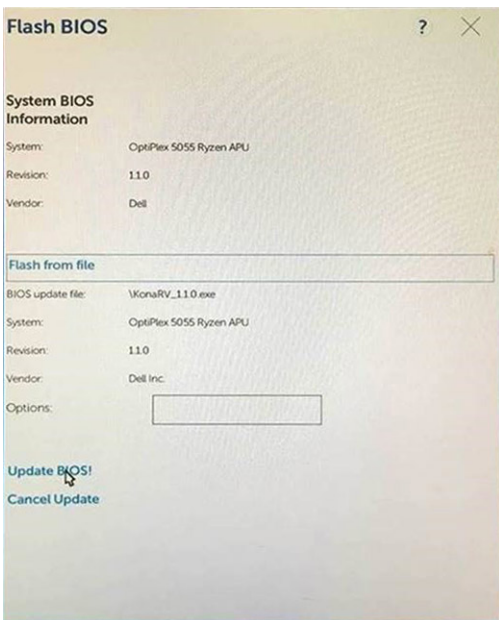 Flash BIOS ?
System BIOS
Information
System: OptiPlex 5055 Ryzen APU
Revision: 1.1.0
Vendor: Dell
Flash from file
BIOS update file: \KonaRV_1.1.0.exe
System: OptiPlex 5055 Ryzen APU
Revision: 1.1.0
Vendor: Dell Inc.
Options:
Update BIOS!
Cancel Update